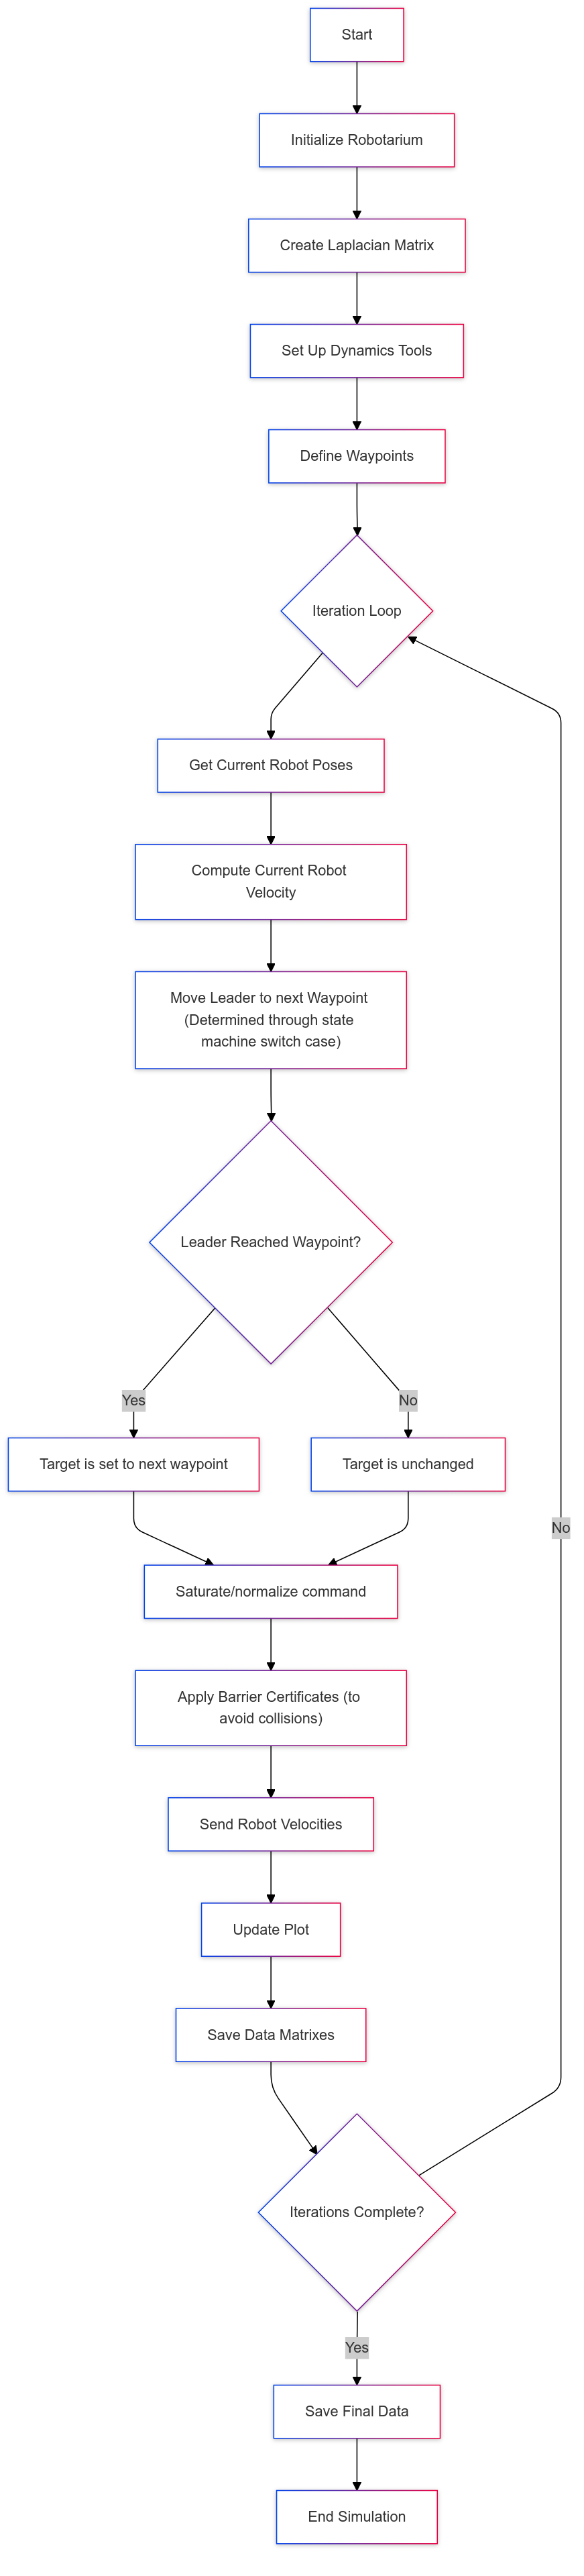 Start
Initialize Robotarium
Create Laplacian Matrix
Set Up Dynamics Tools
Define Waypoints
Iteration Loop
Get Current Robot Poses
Compute Current Robot
Velocity
Move Leader to next Waypoint
(Determined through state
machine switch case)
Leader Reached Waypoint?
Yes
No
Target is set to next waypoint
Target is unchanged
No
Saturate/normalize command
Apply Barrier Certificates (to
avoid collisions)
Send Robot Velocities
Update Plot
Save Data Matrixes
Iterations Complete?
Yes
Save Final Data
End Simulation